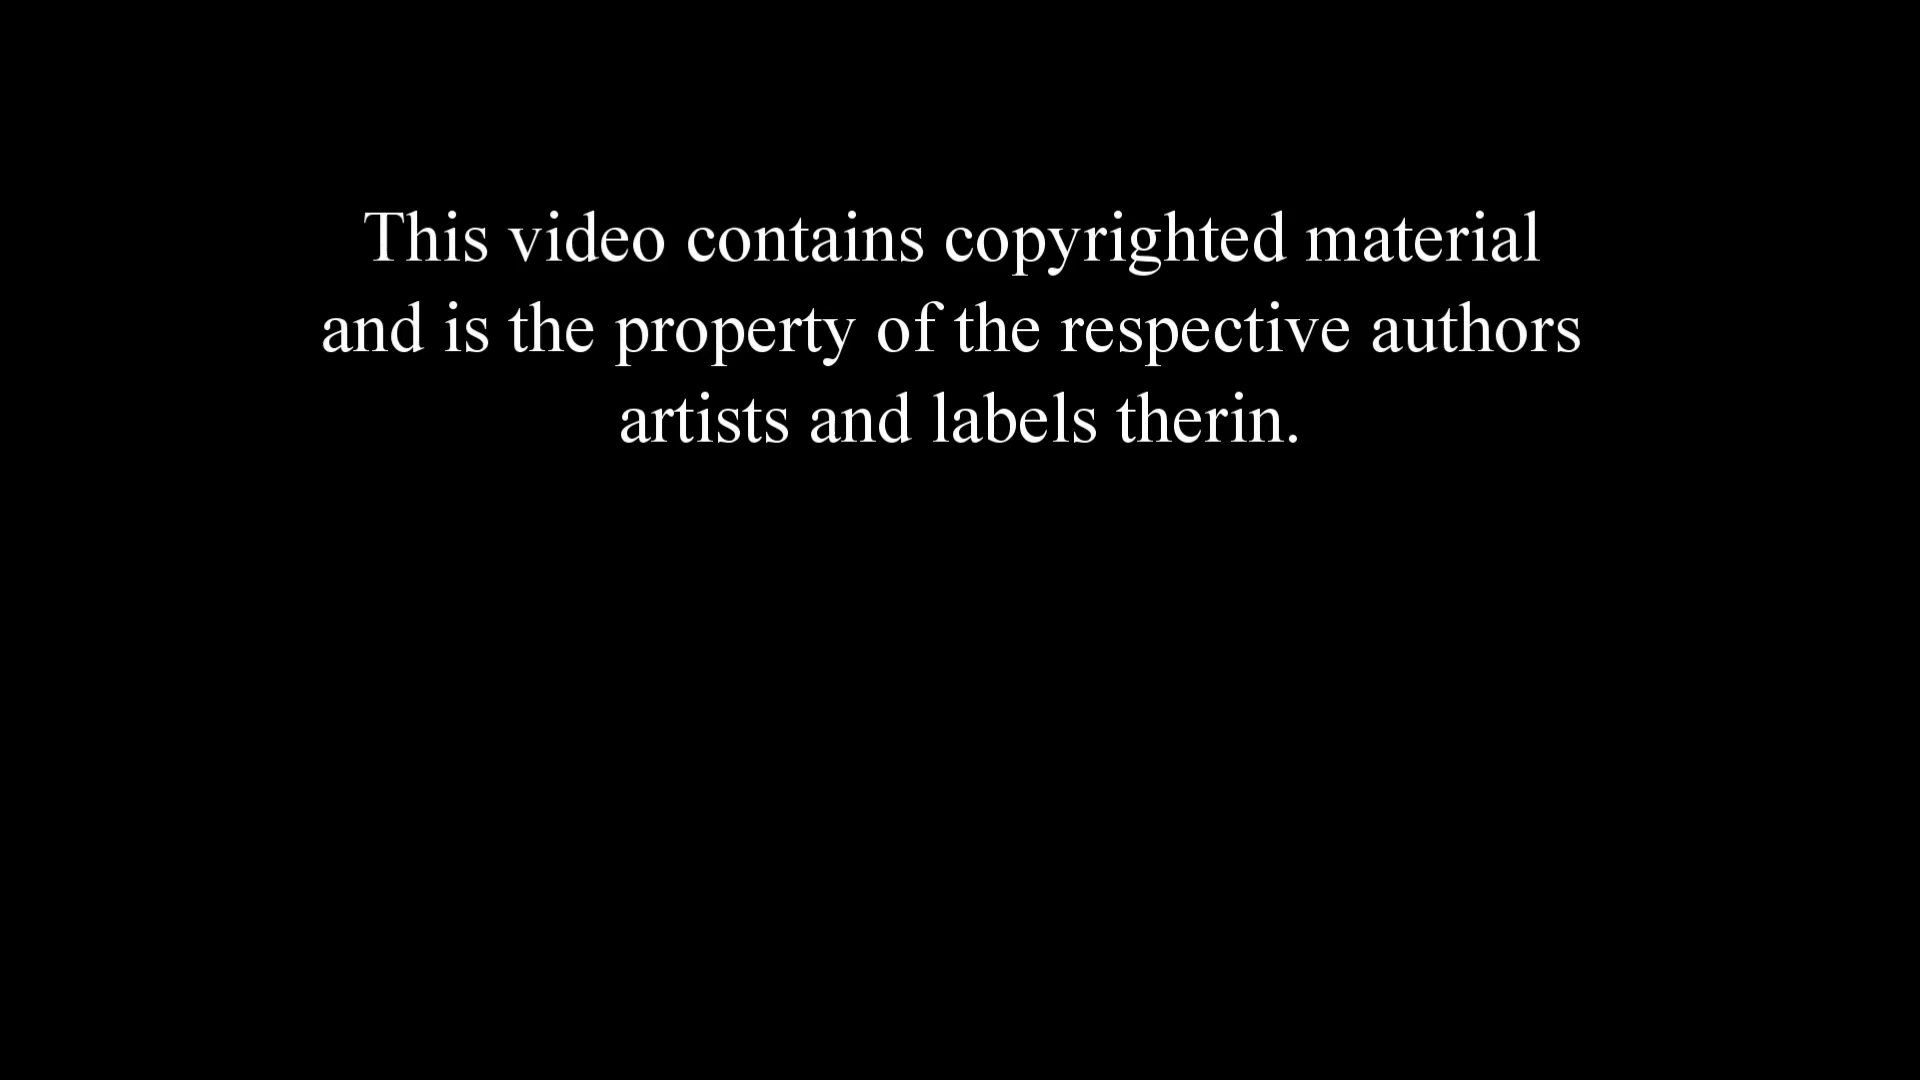 This video contains copyrighted material
and is the property of the respective authors
artists and labels therin.